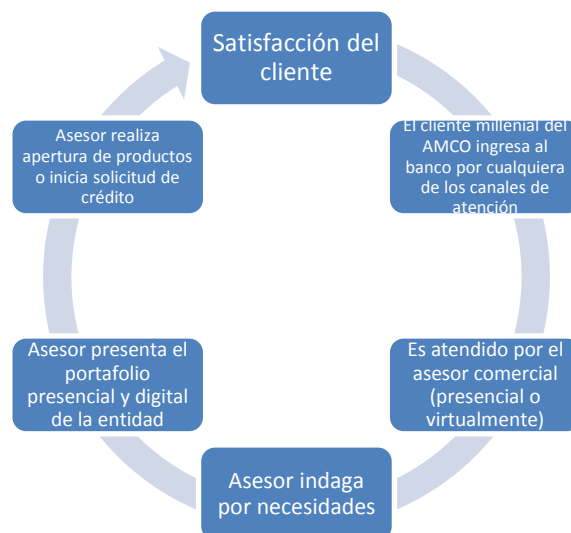 Satisfacción del
cliente
El cliente millenial del
AMCO ingresa al
banco por cualquiera
de los canales de
atención
Es atendido por el
asesor comercial
(presencial o
virtualmente)
Asesor indaga
por necesidades
Asesor presenta el
portafolio
presencial y digital
de la entidad
Asesor realiza
apertura de productos
o inicia solicitud de
crédito